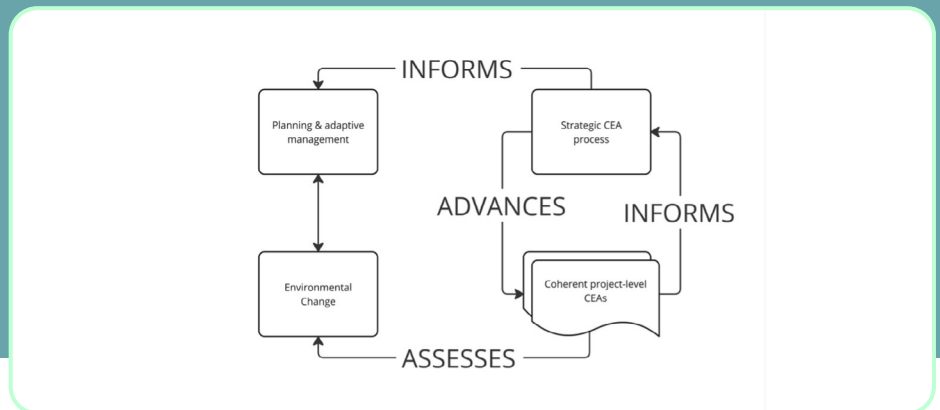 INFORMS
Planning & adaptive
management
Strategic CEA
process
ADVANCES
INFORMS
Environmental
Change
Coherent project-level
CEAs
ASSESSES